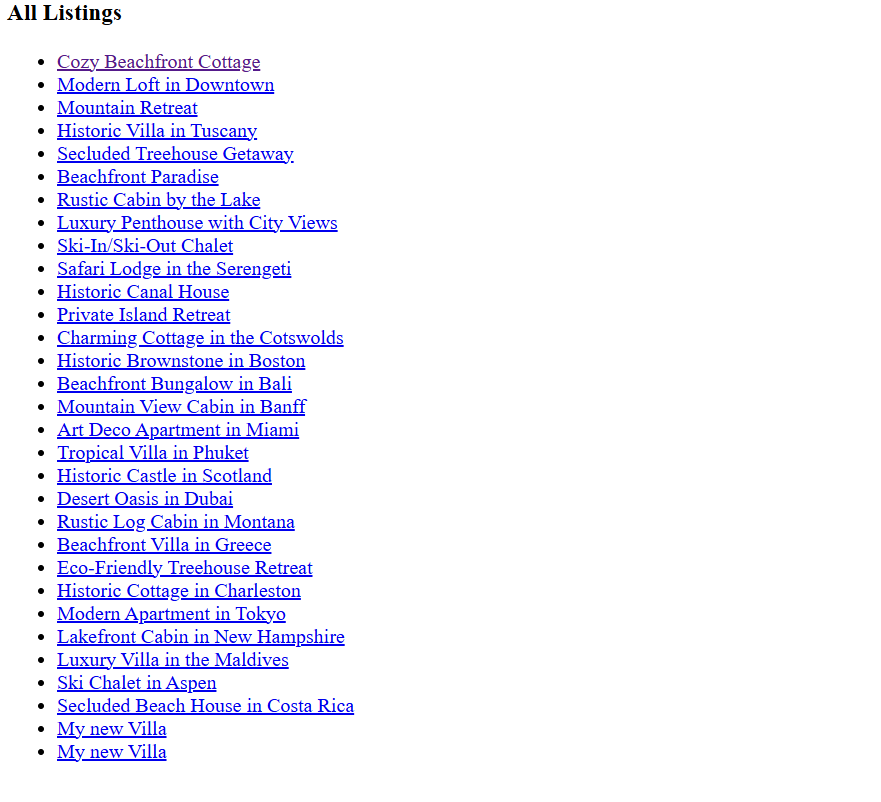 All Listings
Cozy Beachfront Cottage
Modern Loft in Downtown
Mountain Retreat
Historic Villa in Tuscany
Secluded Treehouse Getaway
Beachfront Paradise
Rustic Cabin by the Lake
Luxury Penthouse with City Views
Ski-In/Ski-Out Chalet
Safari Lodge in the Serengeti
Historic Canal House
Private Island Retreat
Charming Cottage in the Cotswolds
Historic Brownstone in Boston
Beachfront Bungalow in Bali
Mountain View Cabin in Banff
Art Deco Apartment in Miami
Tropical Villa in Phuket
Historic Castle in Scotland
Desert Oasis in Dubai
Rustic Log Cabin in Montana
Beachfront Villa in Greece
Eco-Friendly Treehouse Retreat
Historic Cottage in Charleston
Modern Apartment in Tokyo
Lakefront Cabin in New Hampshire
Luxury Villa in the Maldives
Ski Chalet in Aspen
Secluded Beach House in Costa Rica
My new Villa
My new Villa